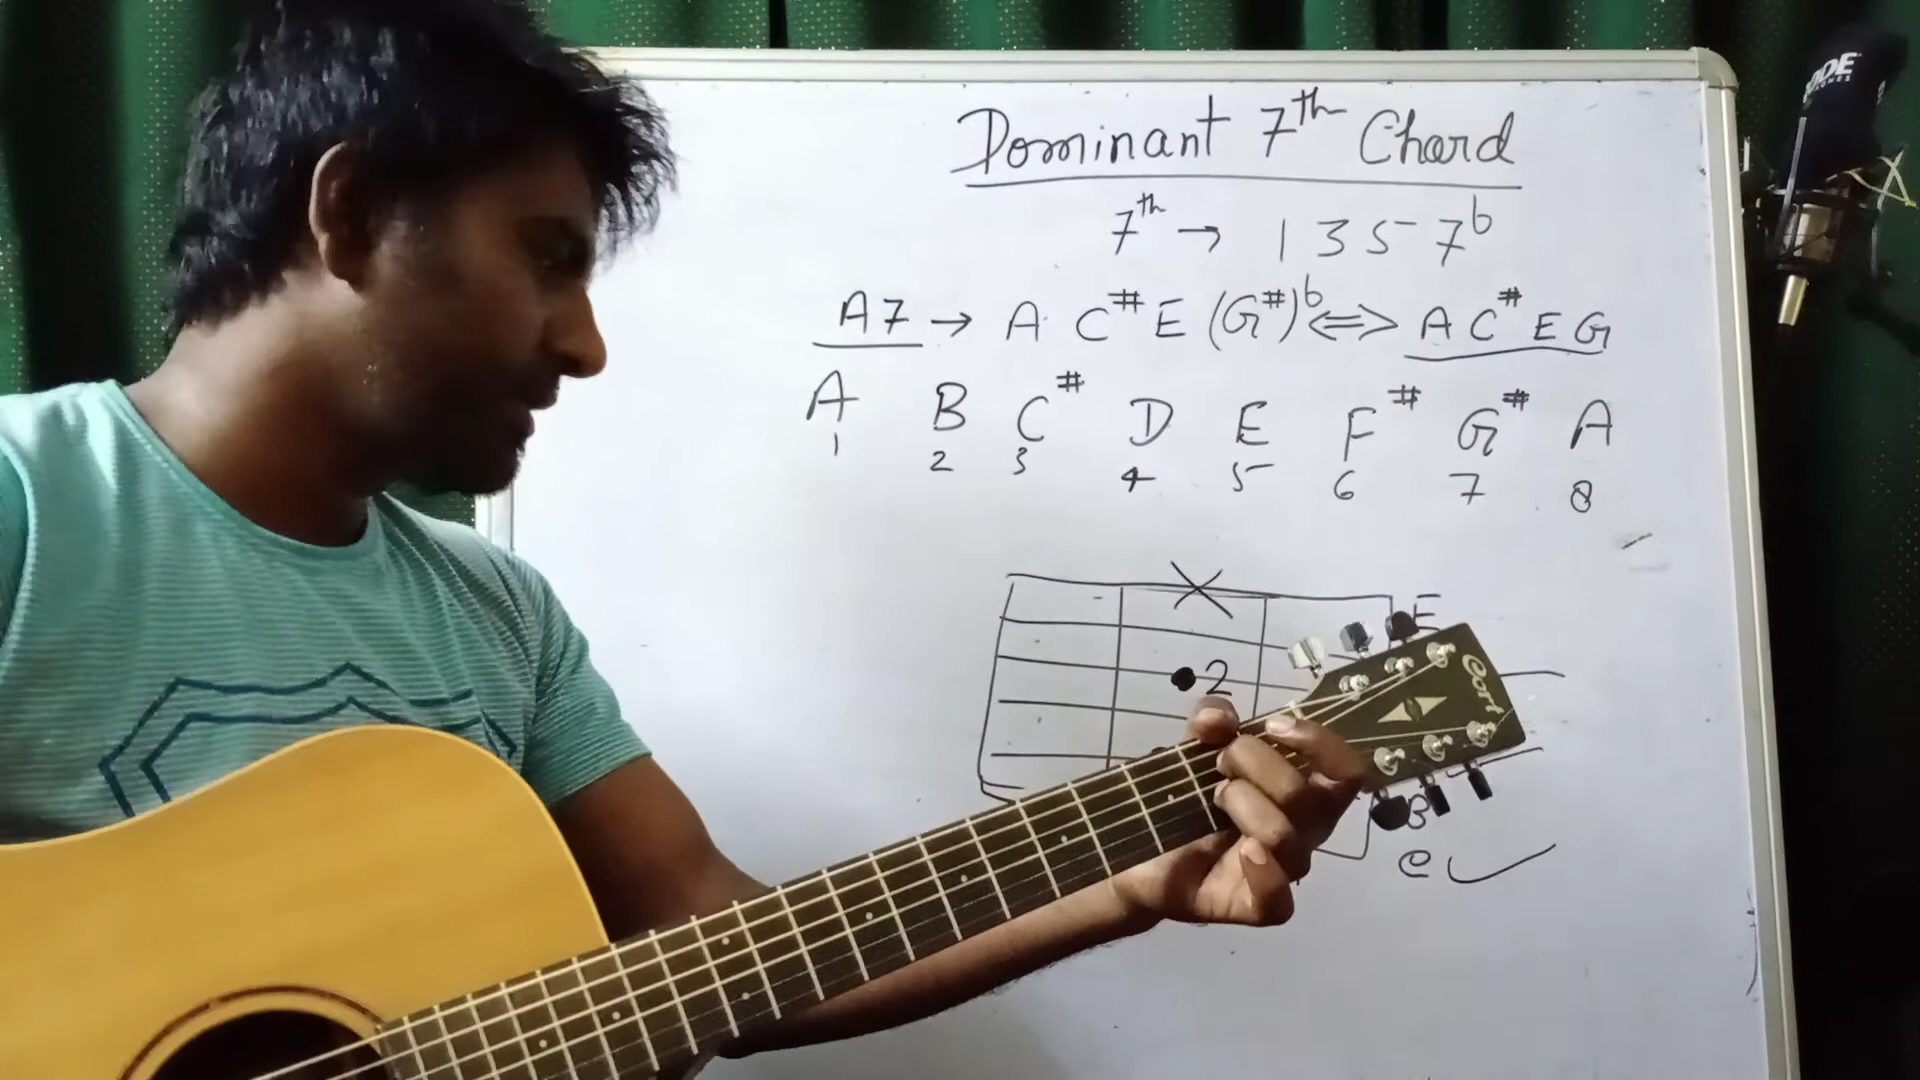 Dominant 7th Chord
7th → 1 3 5 7b
A7 → A C# E (G#)b <=> A C# E G
A B C# D E F# G# A
1 2 3 4 5 6 7 8
E
2
B
e
Cort